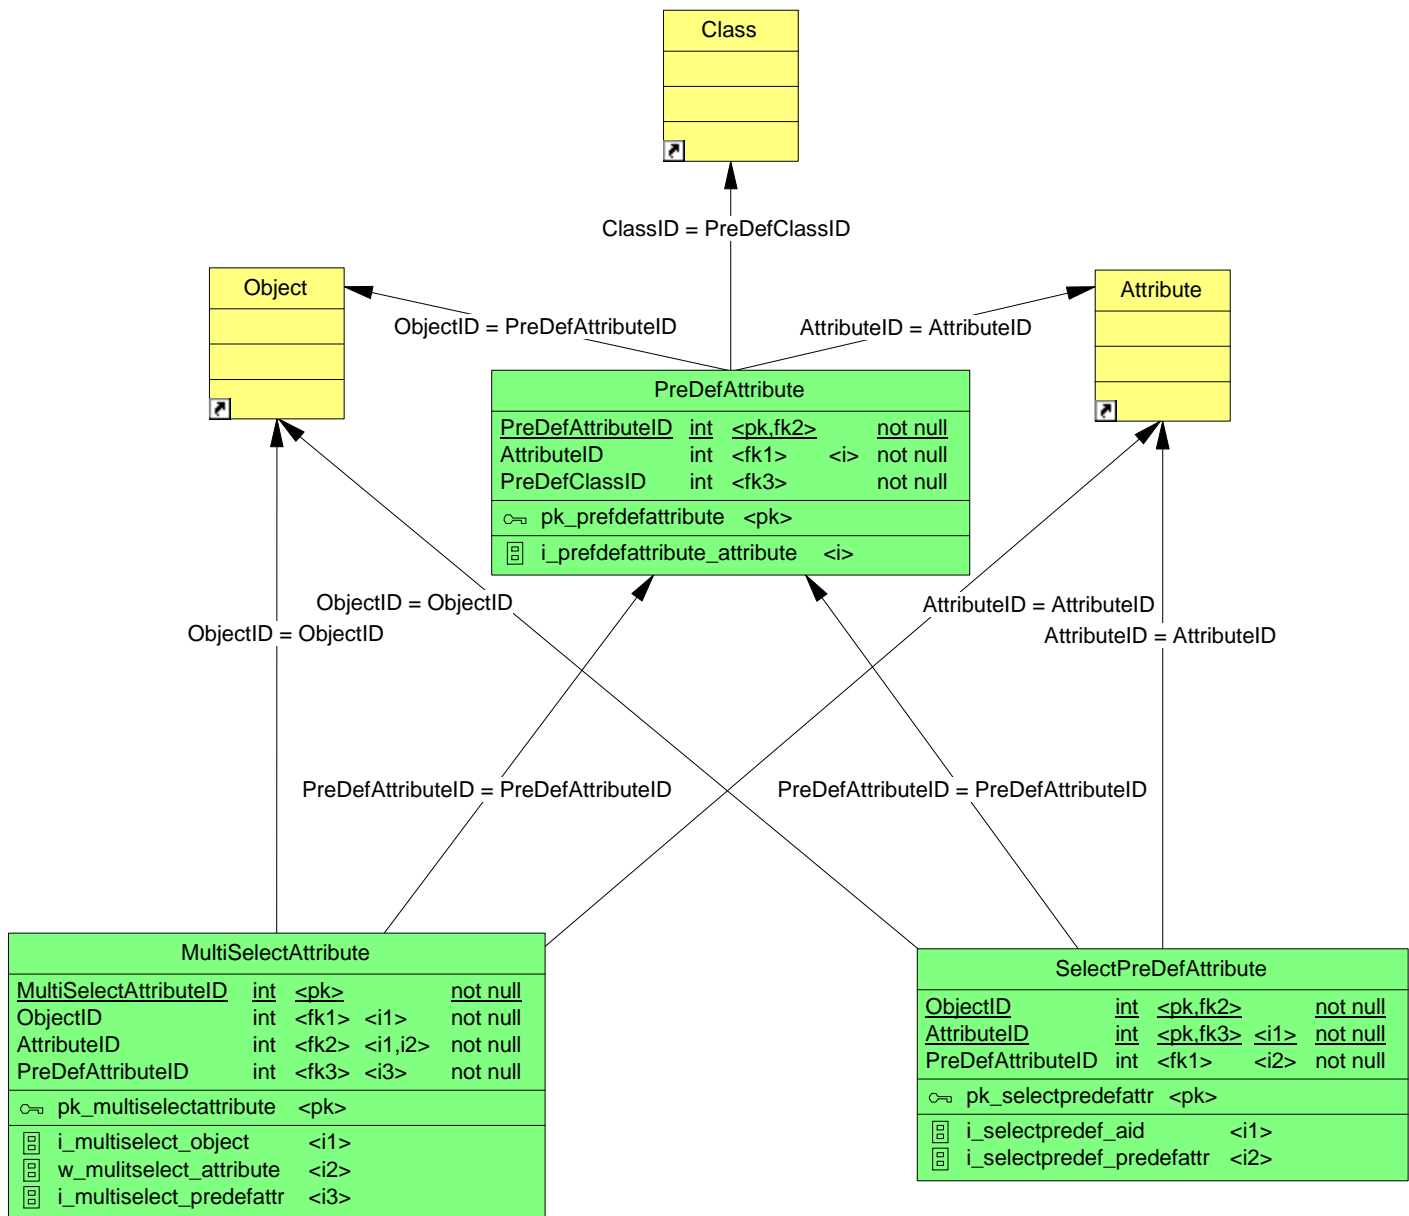 Class
ClassID = PreDefClassID
Object
Attribute
ObjectID = PreDefAttributeID
AttributeID = AttributeID
PreDefAttribute
PreDefAttributeID int <pk,fk2> not null
AttributeID int <fk1> <i> not null
PreDefClassID int <fk3> not null
pk_prefdefattribute <pk>
i_prefdefattribute_attribute <i>
ObjectID = ObjectID
AttributeID = AttributeID
ObjectID = ObjectID
AttributeID = AttributeID
PreDefAttributeID = PreDefAttributeID
PreDefAttributeID = PreDefAttributeID
MultiSelectAttribute
MultiSelectAttributeID int <pk> not null
ObjectID int <fk1> <i1> not null
AttributeID int <fk2> <i1,i2> not null
PreDefAttributeID int <fk3> <i3> not null
pk_multiselectattribute <pk>
i_multiselect_object <i1>
w_mulitselect_attribute <i2>
i_multiselect_predefattr <i3>
SelectPreDefAttribute
ObjectID int <pk,fk2> not null
AttributeID int <pk,fk3> <i1> not null
PreDefAttributeID int <fk1> <i2> not null
pk_selectpredefattr <pk>
i_selectpredef_aid <i1>
i_selectpredef_predefattr <i2>